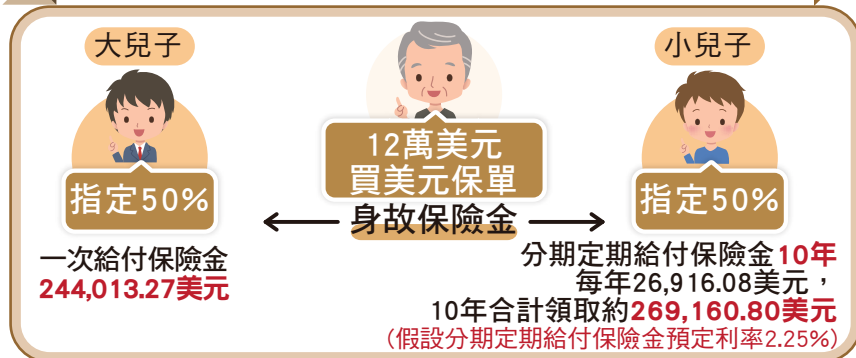 大兒子
指定50%
一次給付保險金
244,013.27美元
12萬美元
買美元保單
身故保險金
小兒子
指定50%
分期定期給付保險金10年
每年26,916.08美元，
10年合計領取約269,160.80美元
(假設分期定期給付保險金預定利率2.25%)